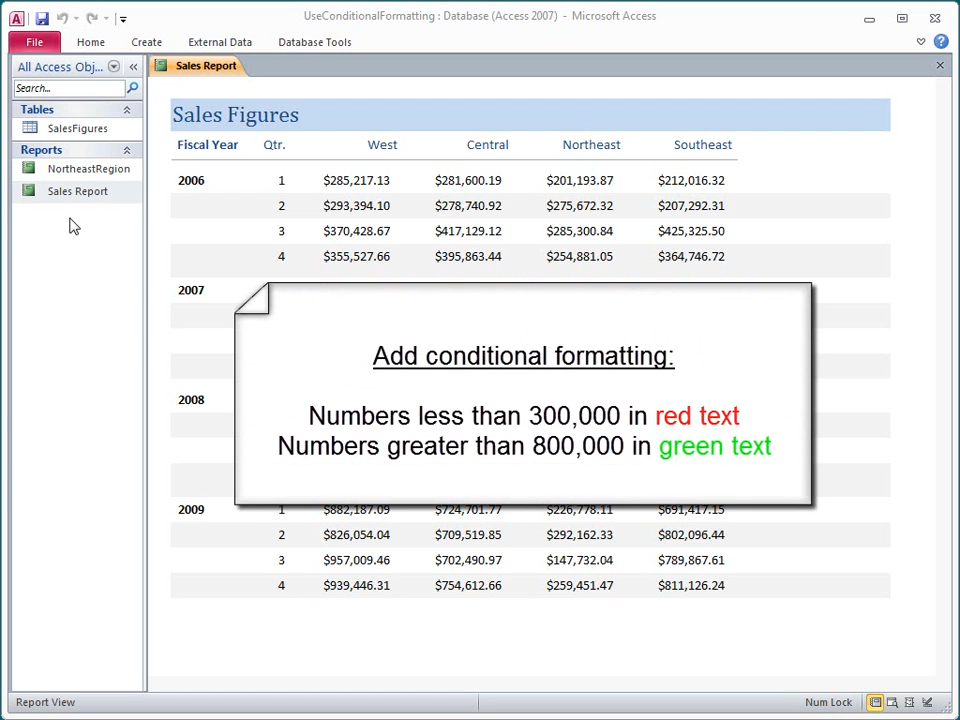 UseConditionalFormatting : Database (Access 2007) - Microsoft Access
File Home Create External Data Database Tools
All Access Obj... «
Sales Report
Search...
Tables
SalesFigures
Reports
NortheastRegion
Sales Report
Sales Figures
Fiscal Year Qtr. West Central Northeast Southeast
2006 1 $285,217.13 $281,600.19 $201,193.87 $212,016.32
2 $293,394.10 $278,740.92 $275,672.32 $207,292.31
3 $370,428.67 $417,129.12 $285,300.84 $425,325.50
4 $355,527.66 $395,863.44 $254,881.05 $364,746.72
2007
Add conditional formatting:
Numbers less than 300,000 in red text
Numbers greater than 800,000 in green text
2008
2009 1 $882,187.09 $724,701.77 $226,778.11 $691,417.15
2 $826,054.04 $709,519.85 $292,162.33 $802,096.44
3 $957,009.46 $702,490.97 $147,732.04 $789,867.61
4 $939,446.31 $754,612.66 $259,451.47 $811,126.24
Report View Num Lock